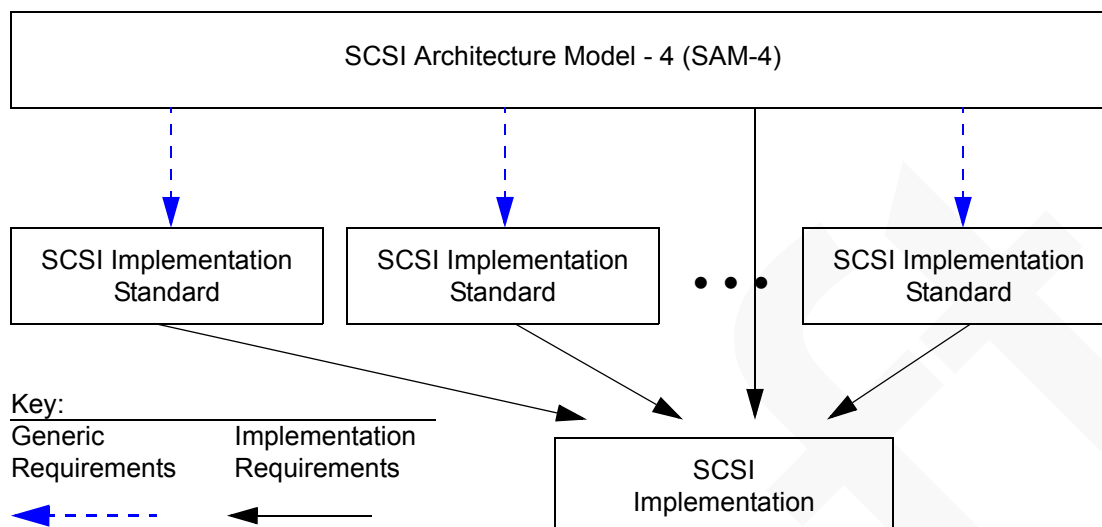 SCSI Architecture Model - 4 (SAM-4)
SCSI Implementation
Standard
SCSI Implementation
Standard
• • •
SCSI Implementation
Standard
Key:
Generic
Requirements
Implementation
Requirements
SCSI
Implementation